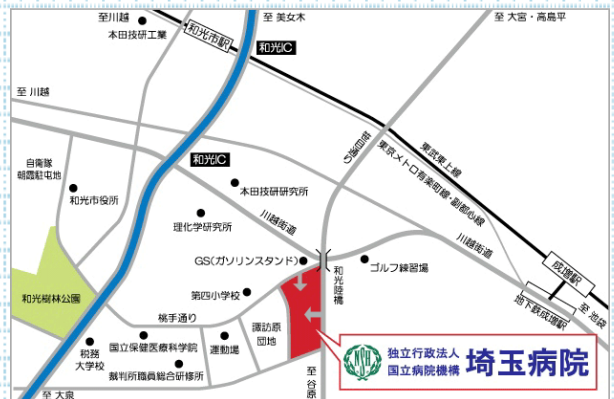 至川越
本田技研工業
和光市駅
至 美女木
和光IC
至 大宮・高島平
至 川越
和光IC
笹目通り
東武東上線
東京メトロ有楽町線・副都心線
自衛隊
朝霞駐屯地
和光市役所
本田技研研究所
理化学研究所
川越街道
川越街道
GS(ガソリンスタンド)
和光陸橋
ゴルフ練習場
成増駅
地下鉄成増駅
至 池袋
和光樹林公園
第四小学校
桃手通り
諏訪原
団地
税務
大学校
国立保健医療科学院
運動場
裁判所職員総合研修所
至 大泉
至 谷原
NHO
独立行政法人
国立病院機構
埼玉病院